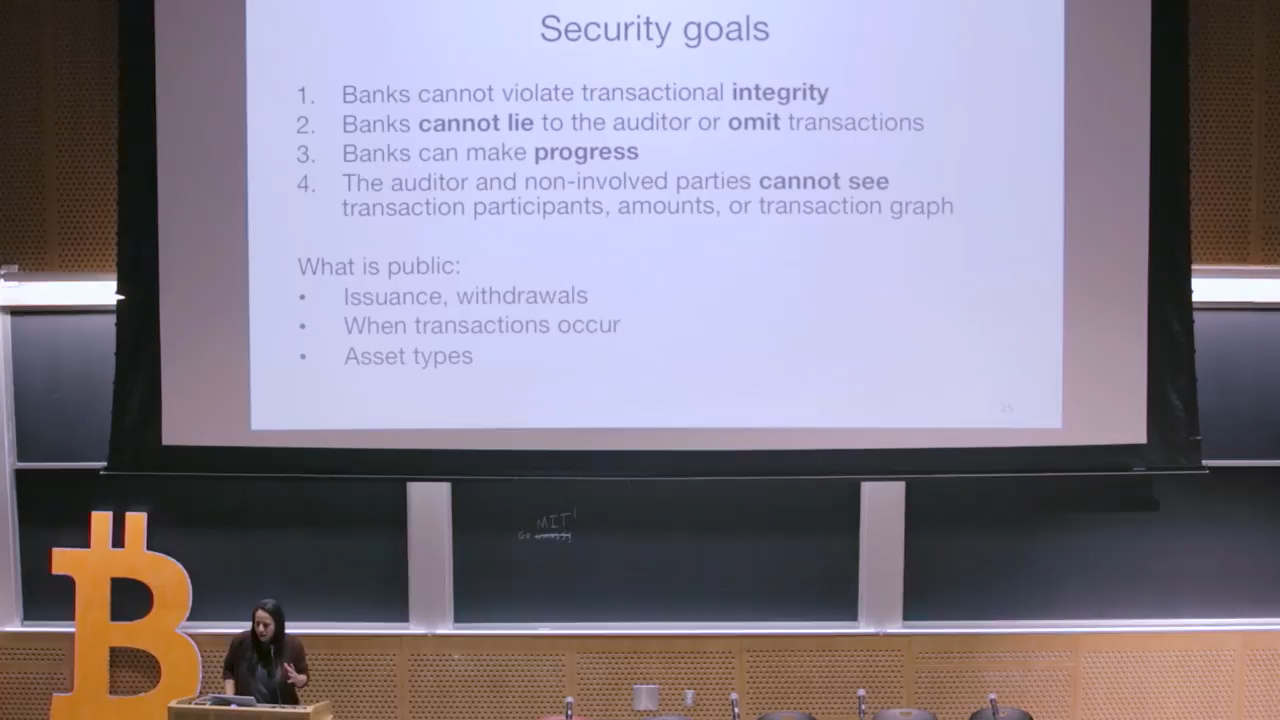 Security goals
1. Banks cannot violate transactional integrity
2. Banks cannot lie to the auditor or omit transactions
3. Banks can make progress
4. The auditor and non-involved parties cannot see
transaction participants, amounts, or transaction graph
What is public:
• Issuance, withdrawals
• When transactions occur
• Asset types
25
MIT!
Go